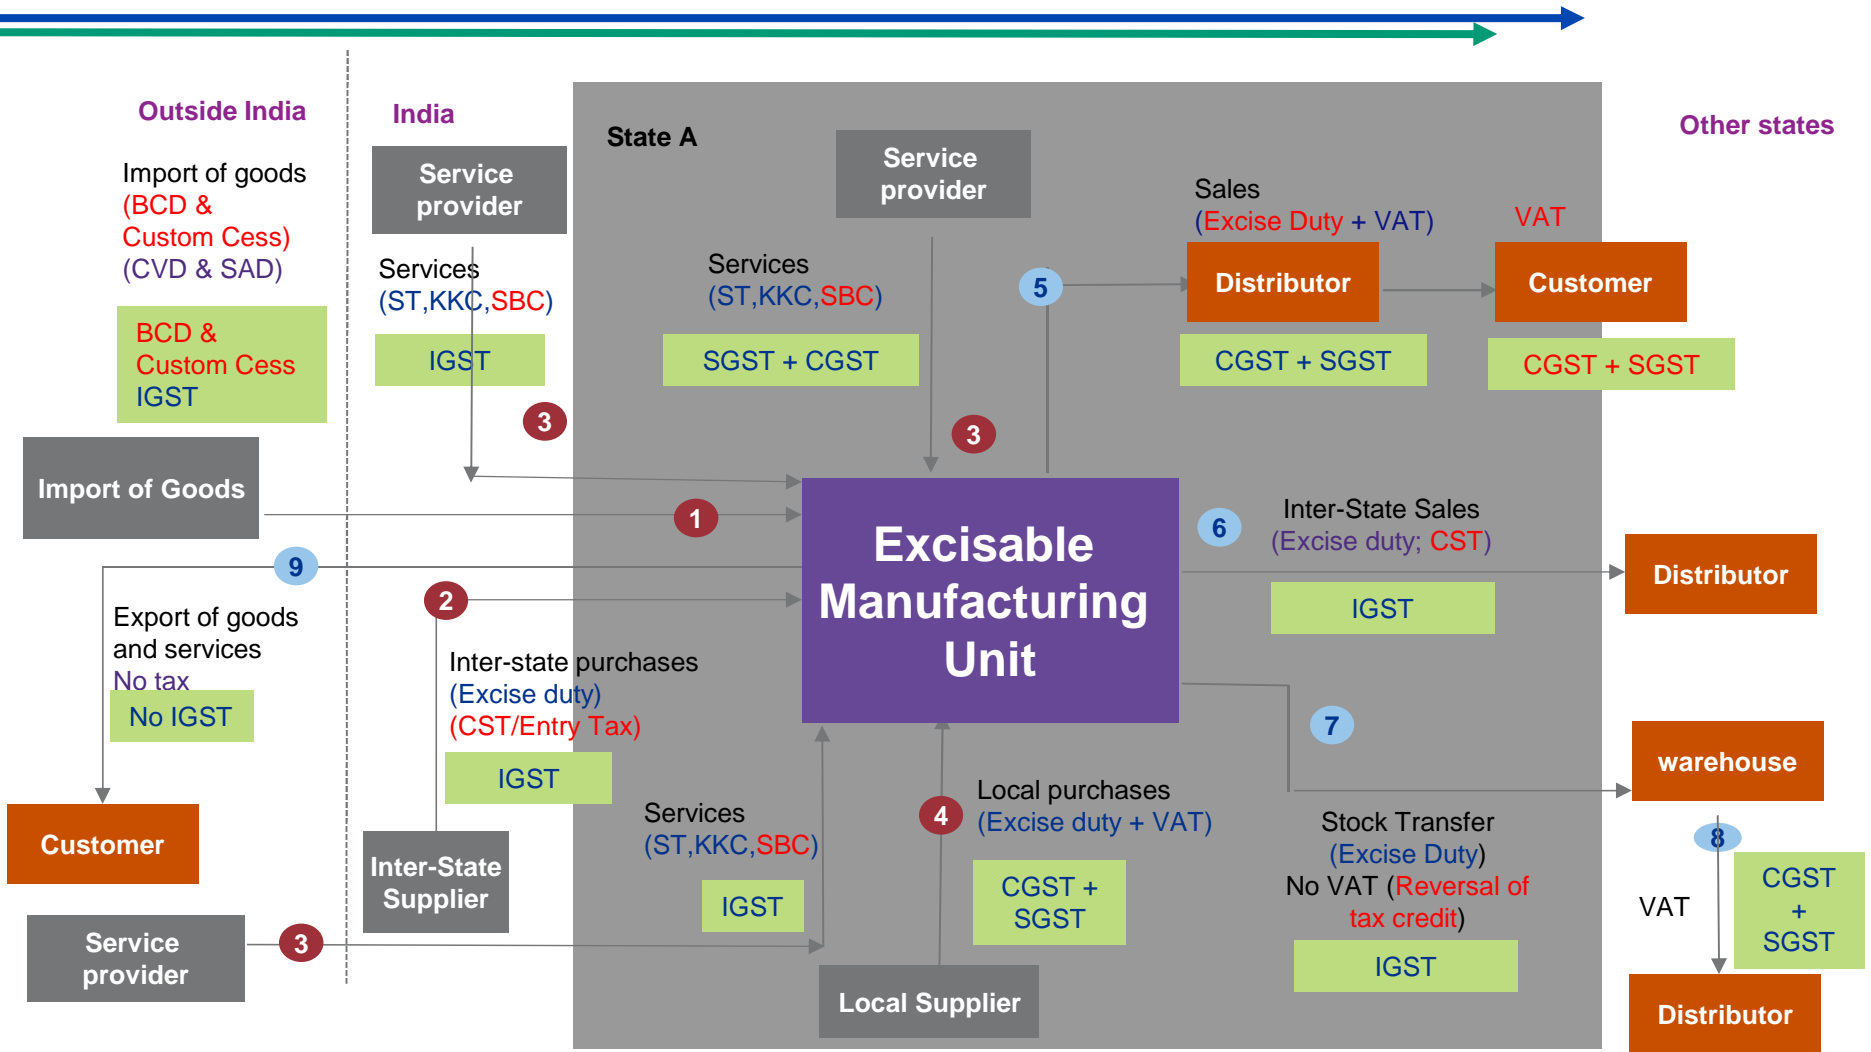 Outside India
India
State A
Other states
Import of goods
(BCD &
Custom Cess)
(CVD & SAD)
BCD &
Custom Cess
IGST
Import of Goods
Service
provider
Services
(ST,KKC,SBC)
IGST
3
Service
provider
Services
(ST,KKC,SBC)
SGST + CGST
3
5
Sales
(Excise Duty + VAT)
Distributor
CGST + SGST
VAT
Customer
CGST + SGST
1
Excisable
Manufacturing
Unit
6
Inter-State Sales
(Excise duty; CST)
IGST
Distributor
9
Export of goods
and services
No tax
No IGST
Customer
2
Inter-state purchases
(Excise duty)
(CST/Entry Tax)
IGST
Inter-State
Supplier
Service
provider
3
Services
(ST,KKC,SBC)
IGST
4
Local purchases
(Excise duty + VAT)
CGST +
SGST
Local Supplier
7
Stock Transfer
(Excise Duty)
No VAT (Reversal of
tax credit)
IGST
warehouse
8
VAT
CGST
+
SGST
Distributor